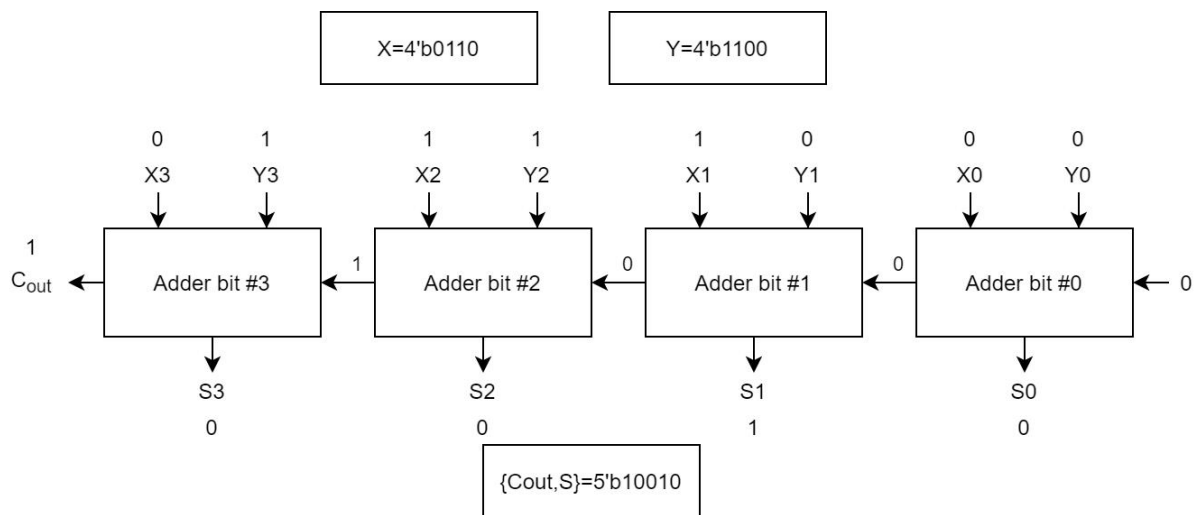 X=4'b0110 Y=4'b1100
0 1 1 1 1 0 0 0
X3 Y3 X2 Y2 X1 Y1 X0 Y0
1 1 0 0
C_out Adder bit #3 Adder bit #2 Adder bit #1 Adder bit #0 0
S3 S2 S1 S0
0 0 1 0
{Cout,S}=5'b10010